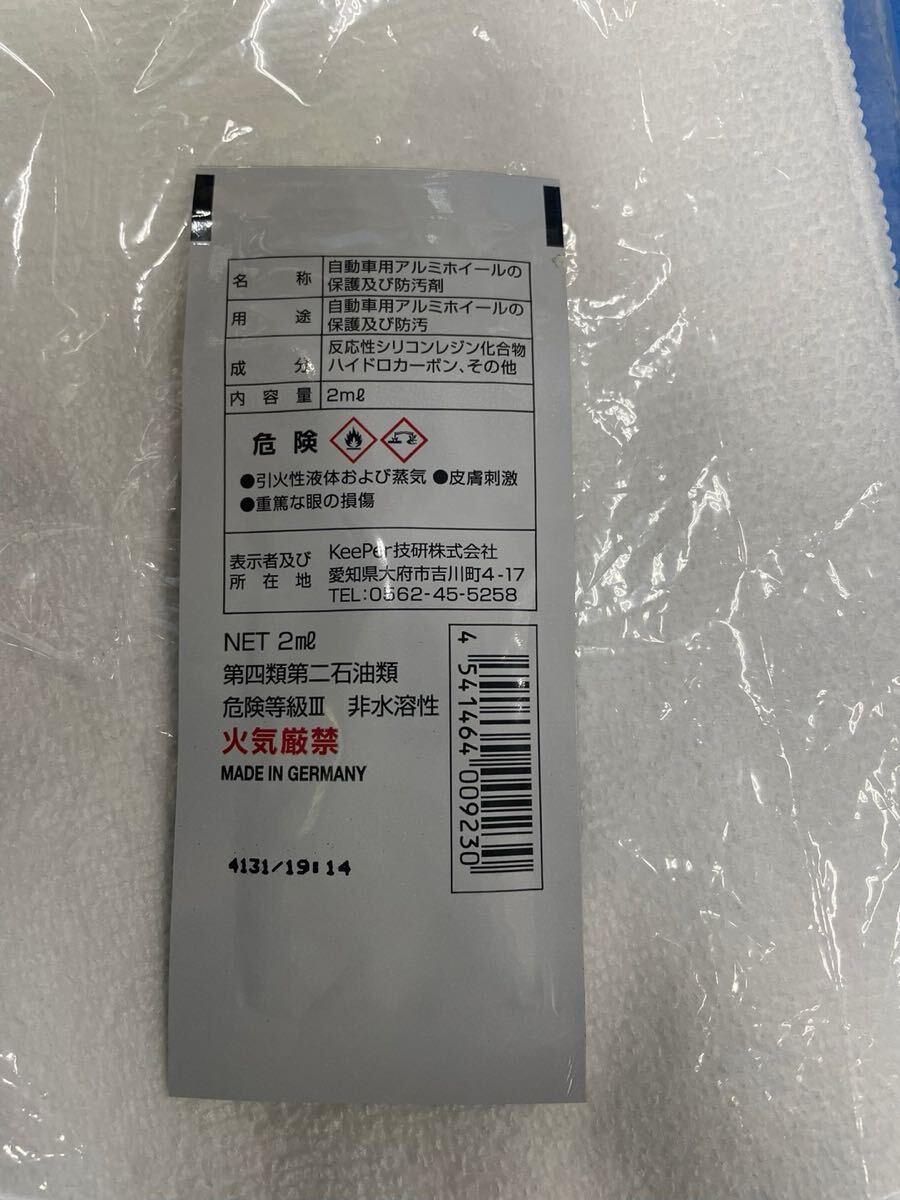 名称 自動車用アルミホイールの
保護及び防汚剤
用途 自動車用アルミホイールの
保護及び防汚
成分 反応性シリコンレジン化合物
ハイドロカーボン、その他
内容量 2mℓ
危険
●引火性液体および蒸気 ●皮膚刺激
●重篤な眼の損傷
表示者及び
所在地
KeePer技研株式会社
愛知県大府市吉川町4-17
TEL:0562-45-5258
NET 2mℓ
第四類第二石油類
危険等級Ⅲ 非水溶性
火気厳禁
MADE IN GERMANY
4131/19:14
4 541464 009230